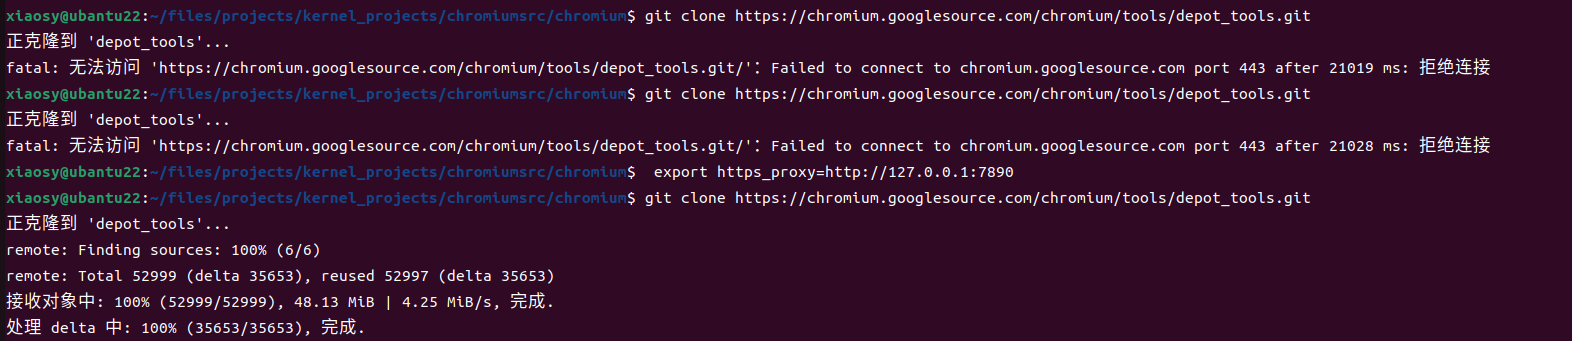 xiaosy@ubantu22:~/files/projects/kernel_projects/chromiumsrc/chromium$ git clone https://chromium.googlesource.com/chromium/tools/depot_tools.git
正克隆到 'depot_tools'...
fatal: 无法访问 'https://chromium.googlesource.com/chromium/tools/depot_tools.git/'：Failed to connect to chromium.googlesource.com port 443 after 21019 ms: 拒绝连接
xiaosy@ubantu22:~/files/projects/kernel_projects/chromiumsrc/chromium$ git clone https://chromium.googlesource.com/chromium/tools/depot_tools.git
正克隆到 'depot_tools'...
fatal: 无法访问 'https://chromium.googlesource.com/chromium/tools/depot_tools.git/'：Failed to connect to chromium.googlesource.com port 443 after 21028 ms: 拒绝连接
xiaosy@ubantu22:~/files/projects/kernel_projects/chromiumsrc/chromium$  export https_proxy=http://127.0.0.1:7890
xiaosy@ubantu22:~/files/projects/kernel_projects/chromiumsrc/chromium$ git clone https://chromium.googlesource.com/chromium/tools/depot_tools.git
正克隆到 'depot_tools'...
remote: Finding sources: 100% (6/6)
remote: Total 52999 (delta 35653), reused 52997 (delta 35653)
接收对象中: 100% (52999/52999), 48.13 MiB | 4.25 MiB/s, 完成.
处理 delta 中: 100% (35653/35653), 完成.